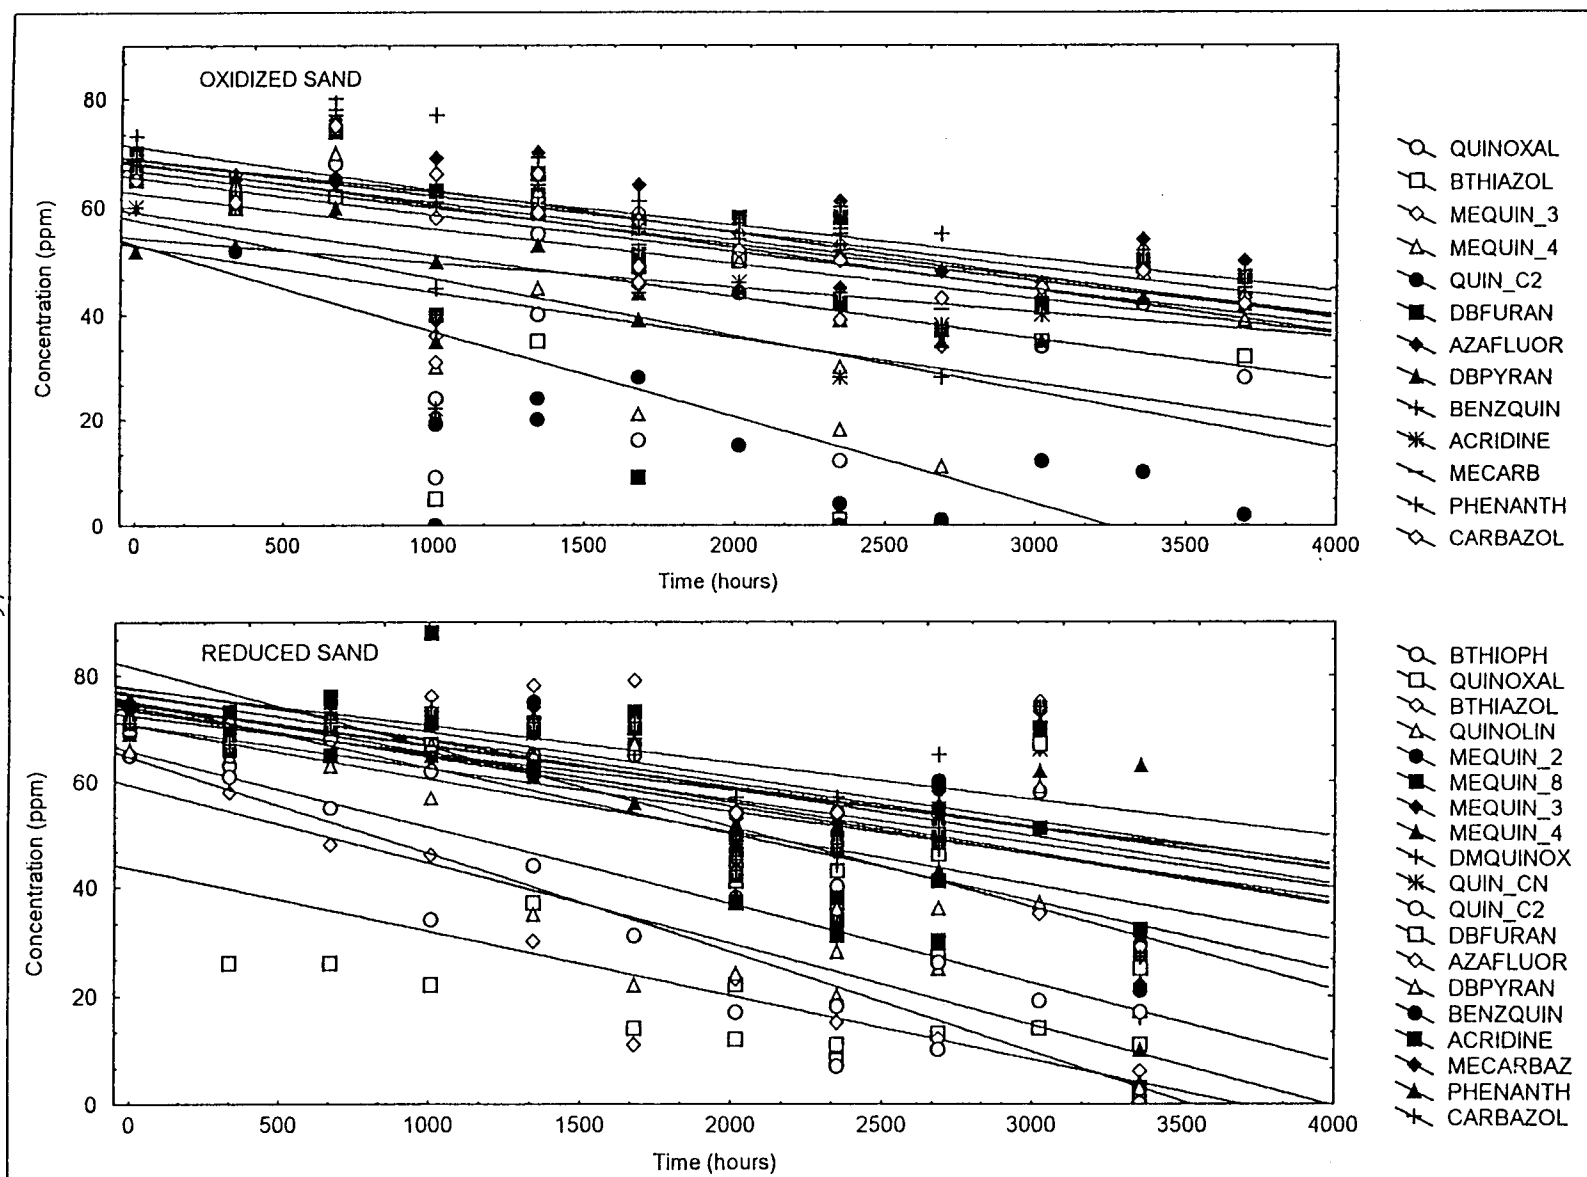 OXIDIZED SAND
80
60
40
20
0
Concentration (ppm)
0 500 1000 1500 2000 2500 3000 3500 4000
Time (hours)
QUINOXAL
BTHIAZOL
MEQUIN_3
MEQUIN_4
QUIN_C2
DBFURAN
AZAFLUOR
DBPYRAN
BENZQUIN
ACRIDINE
MECARB
PHENANTH
CARBAZOL
REDUCED SAND
80
60
40
20
0
Concentration (ppm)
0 500 1000 1500 2000 2500 3000 3500 4000
Time (hours)
BTHIOPH
QUINOXAL
BTHIAZOL
QUINOLIN
MEQUIN_2
MEQUIN_8
MEQUIN_3
MEQUIN_4
DMQUINOX
QUIN_CN
QUIN_C2
DBFURAN
AZAFLUOR
DBPYRAN
BENZQUIN
ACRIDINE
MECARBAZ
PHENANTH
CARBAZOL